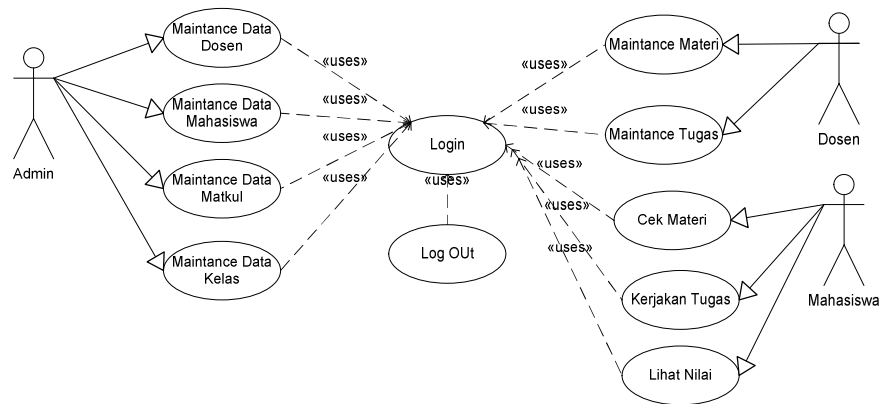 Maintance Data
Dosen
Maintance Data
Mahasiswa
Maintance Data
Matkul
Maintance Data
Kelas
Admin
«uses»
«uses»
«uses»
«uses»
Login
«uses»
Log OUt
«uses»
«uses»
«uses»
«uses»
«uses»
Maintance Materi
Maintance Tugas
Dosen
Cek Materi
Kerjakan Tugas
Lihat Nilai
Mahasiswa